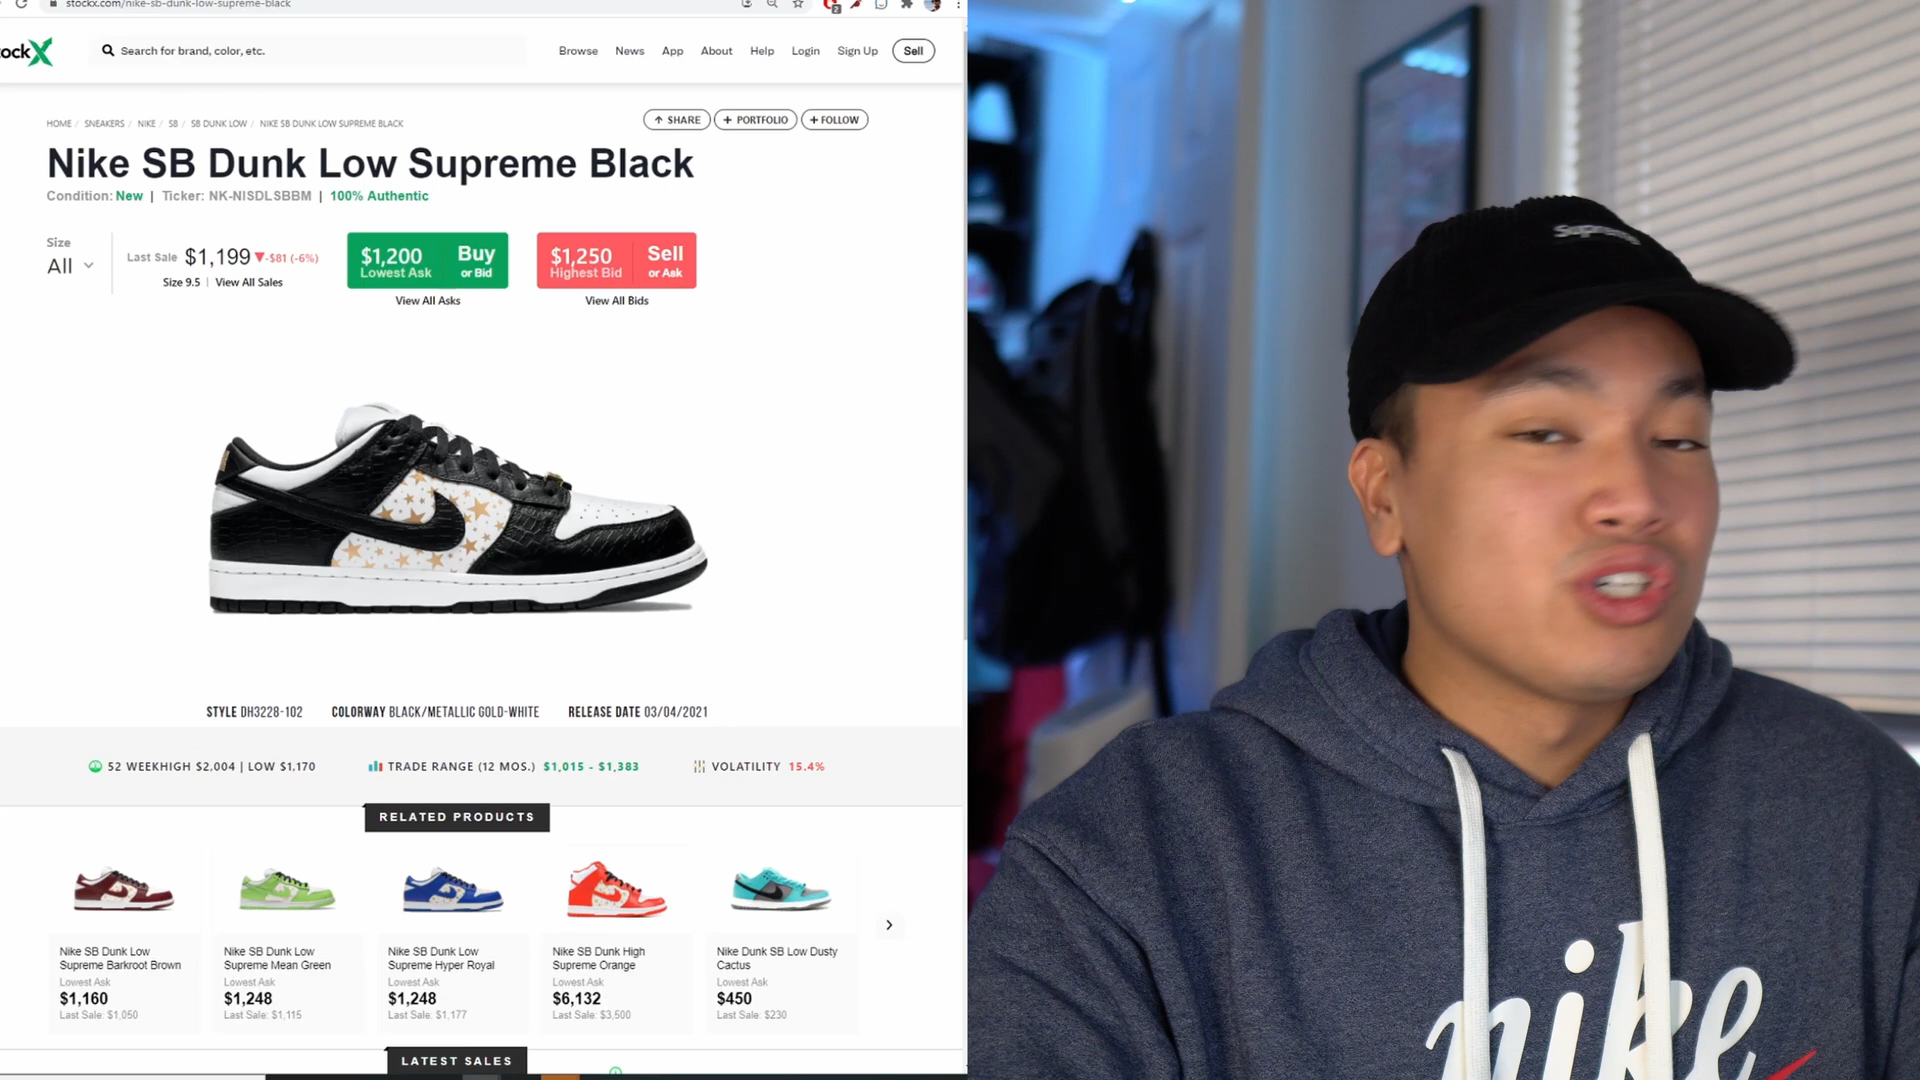 stockx.com/nike-sb-dunk-low-supreme-black
2
tockX
Search for brand, color, etc.
Browse News App About Help Login Sign Up Sell
HOME / SNEAKERS / NIKE / SB / SB DUNK LOW / NIKE SB DUNK LOW SUPREME BLACK
SHARE + PORTFOLIO + FOLLOW
Nike SB Dunk Low Supreme Black
Condition: New | Ticker: NK-NISDLSBBM | 100% Authentic
Size
All
Last Sale $1,199 ▼-$81 (-6%)
Size 9.5 | View All Sales
$1,200 Buy
Lowest Ask or Bid
View All Asks
$1,250 Sell
Highest Bid or Ask
View All Bids
STYLE DH3228-102 COLORWAY BLACK/METALLIC GOLD-WHITE RELEASE DATE 03/04/2021
52 WEEKHIGH $2,004 | LOW $1,170 TRADE RANGE (12 MOS.) $1,015 - $1,383 VOLATILITY 15.4%
RELATED PRODUCTS
Nike SB Dunk Low
Supreme Barkroot Brown
Lowest Ask
$1,160
Last Sale: $1,050
Nike SB Dunk Low
Supreme Mean Green
Lowest Ask
$1,248
Last Sale: $1,115
Nike SB Dunk Low
Supreme Hyper Royal
Lowest Ask
$1,248
Last Sale: $1,177
Nike SB Dunk High
Supreme Orange
Lowest Ask
$6,132
Last Sale: $3,500
Nike Dunk SB Low Dusty
Cactus
Lowest Ask
$450
Last Sale: $230
LATEST SALES
Supreme
nike